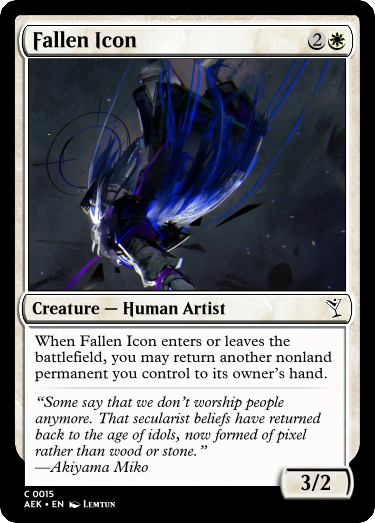 Fallen Icon 2
Creature — Human Artist
When Fallen Icon enters or leaves the
battlefield, you may return another nonland
permanent you control to its owner's hand.
“Some say that we don't worship people
anymore. That secularist beliefs have returned
back to the age of idols, now formed of pixel
rather than wood or stone.”
—Akiyama Miko
3/2
C 0015
AEK • EN LEMTUN